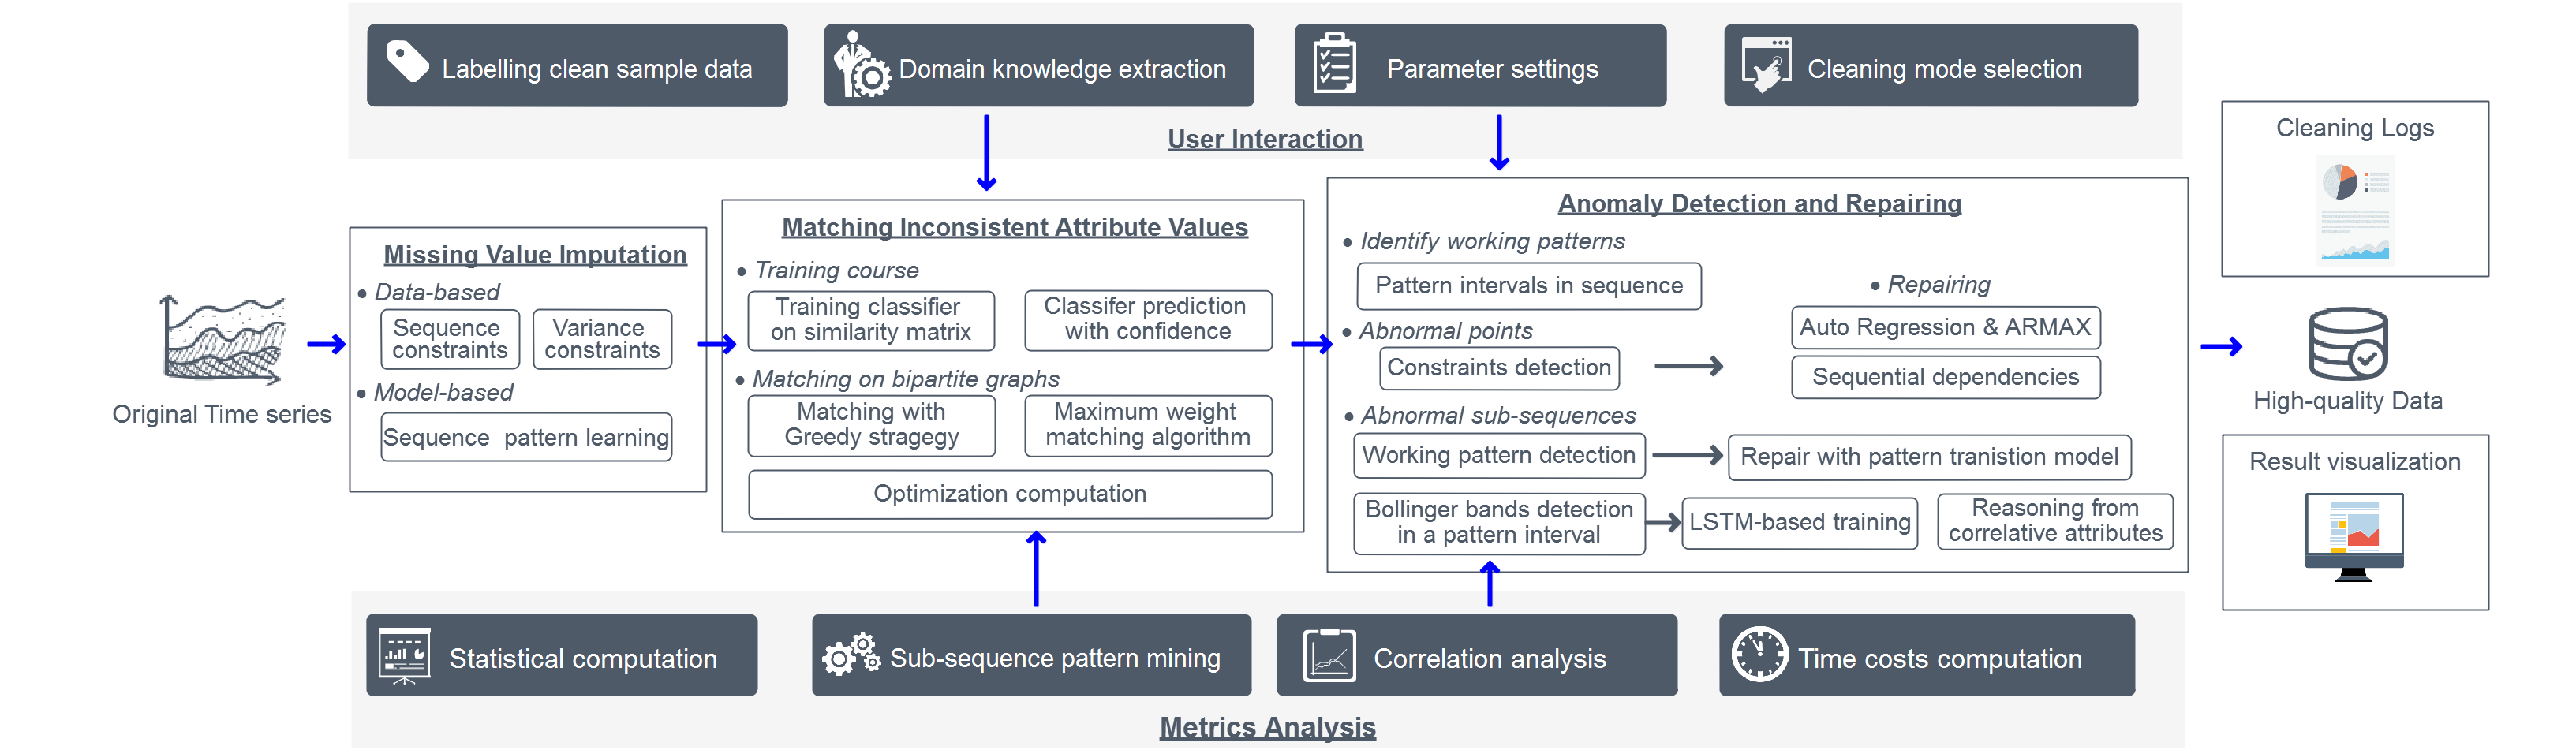 Labelling clean sample data
Domain knowledge extraction
Parameter settings
Cleaning mode selection
User Interaction
Original Time series
Missing Value Imputation
• Data-based
Sequence
constraints
Variance
constraints
• Model-based
Sequence pattern learning
Matching Inconsistent Attribute Values
• Training course
Training classifier
on similarity matrix
Classifer prediction
with confidence
• Matching on bipartite graphs
Matching with
Greedy stragegy
Maximum weight
matching algorithm
Optimization computation
Anomaly Detection and Repairing
• Identify working patterns
Pattern intervals in sequence
• Abnormal points
Constraints detection
• Repairing
Auto Regression & ARMAX
Sequential dependencies
• Abnormal sub-sequences
Working pattern detection
Repair with pattern tranistion model
Bollinger bands detection
in a pattern interval
LSTM-based training
Reasoning from
correlative attributes
Cleaning Logs
High-quality Data
Result visualization
Statistical computation
Sub-sequence pattern mining
Correlation analysis
Time costs computation
Metrics Analysis